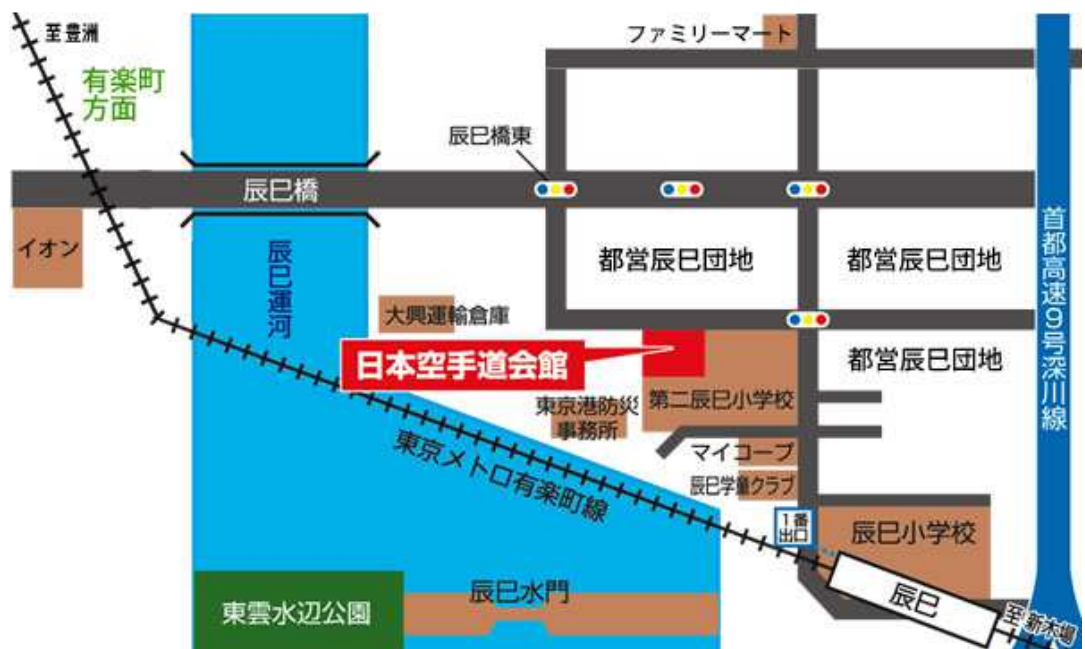 至豊洲
ファミリーマート
有楽町
方面
辰巳橋東
辰巳橋
イオン
辰巳運河
都営辰巳団地
都営辰巳団地
首都高速9号深川線
大興運輸倉庫
日本空手道会館
都営辰巳団地
東京港防災
事務所
第二辰巳小学校
マイコープ
辰巳学童クラブ
東京メトロ有楽町線
1番
出口
辰巳小学校
東雲水辺公園
辰巳水門
辰巳
至新木場